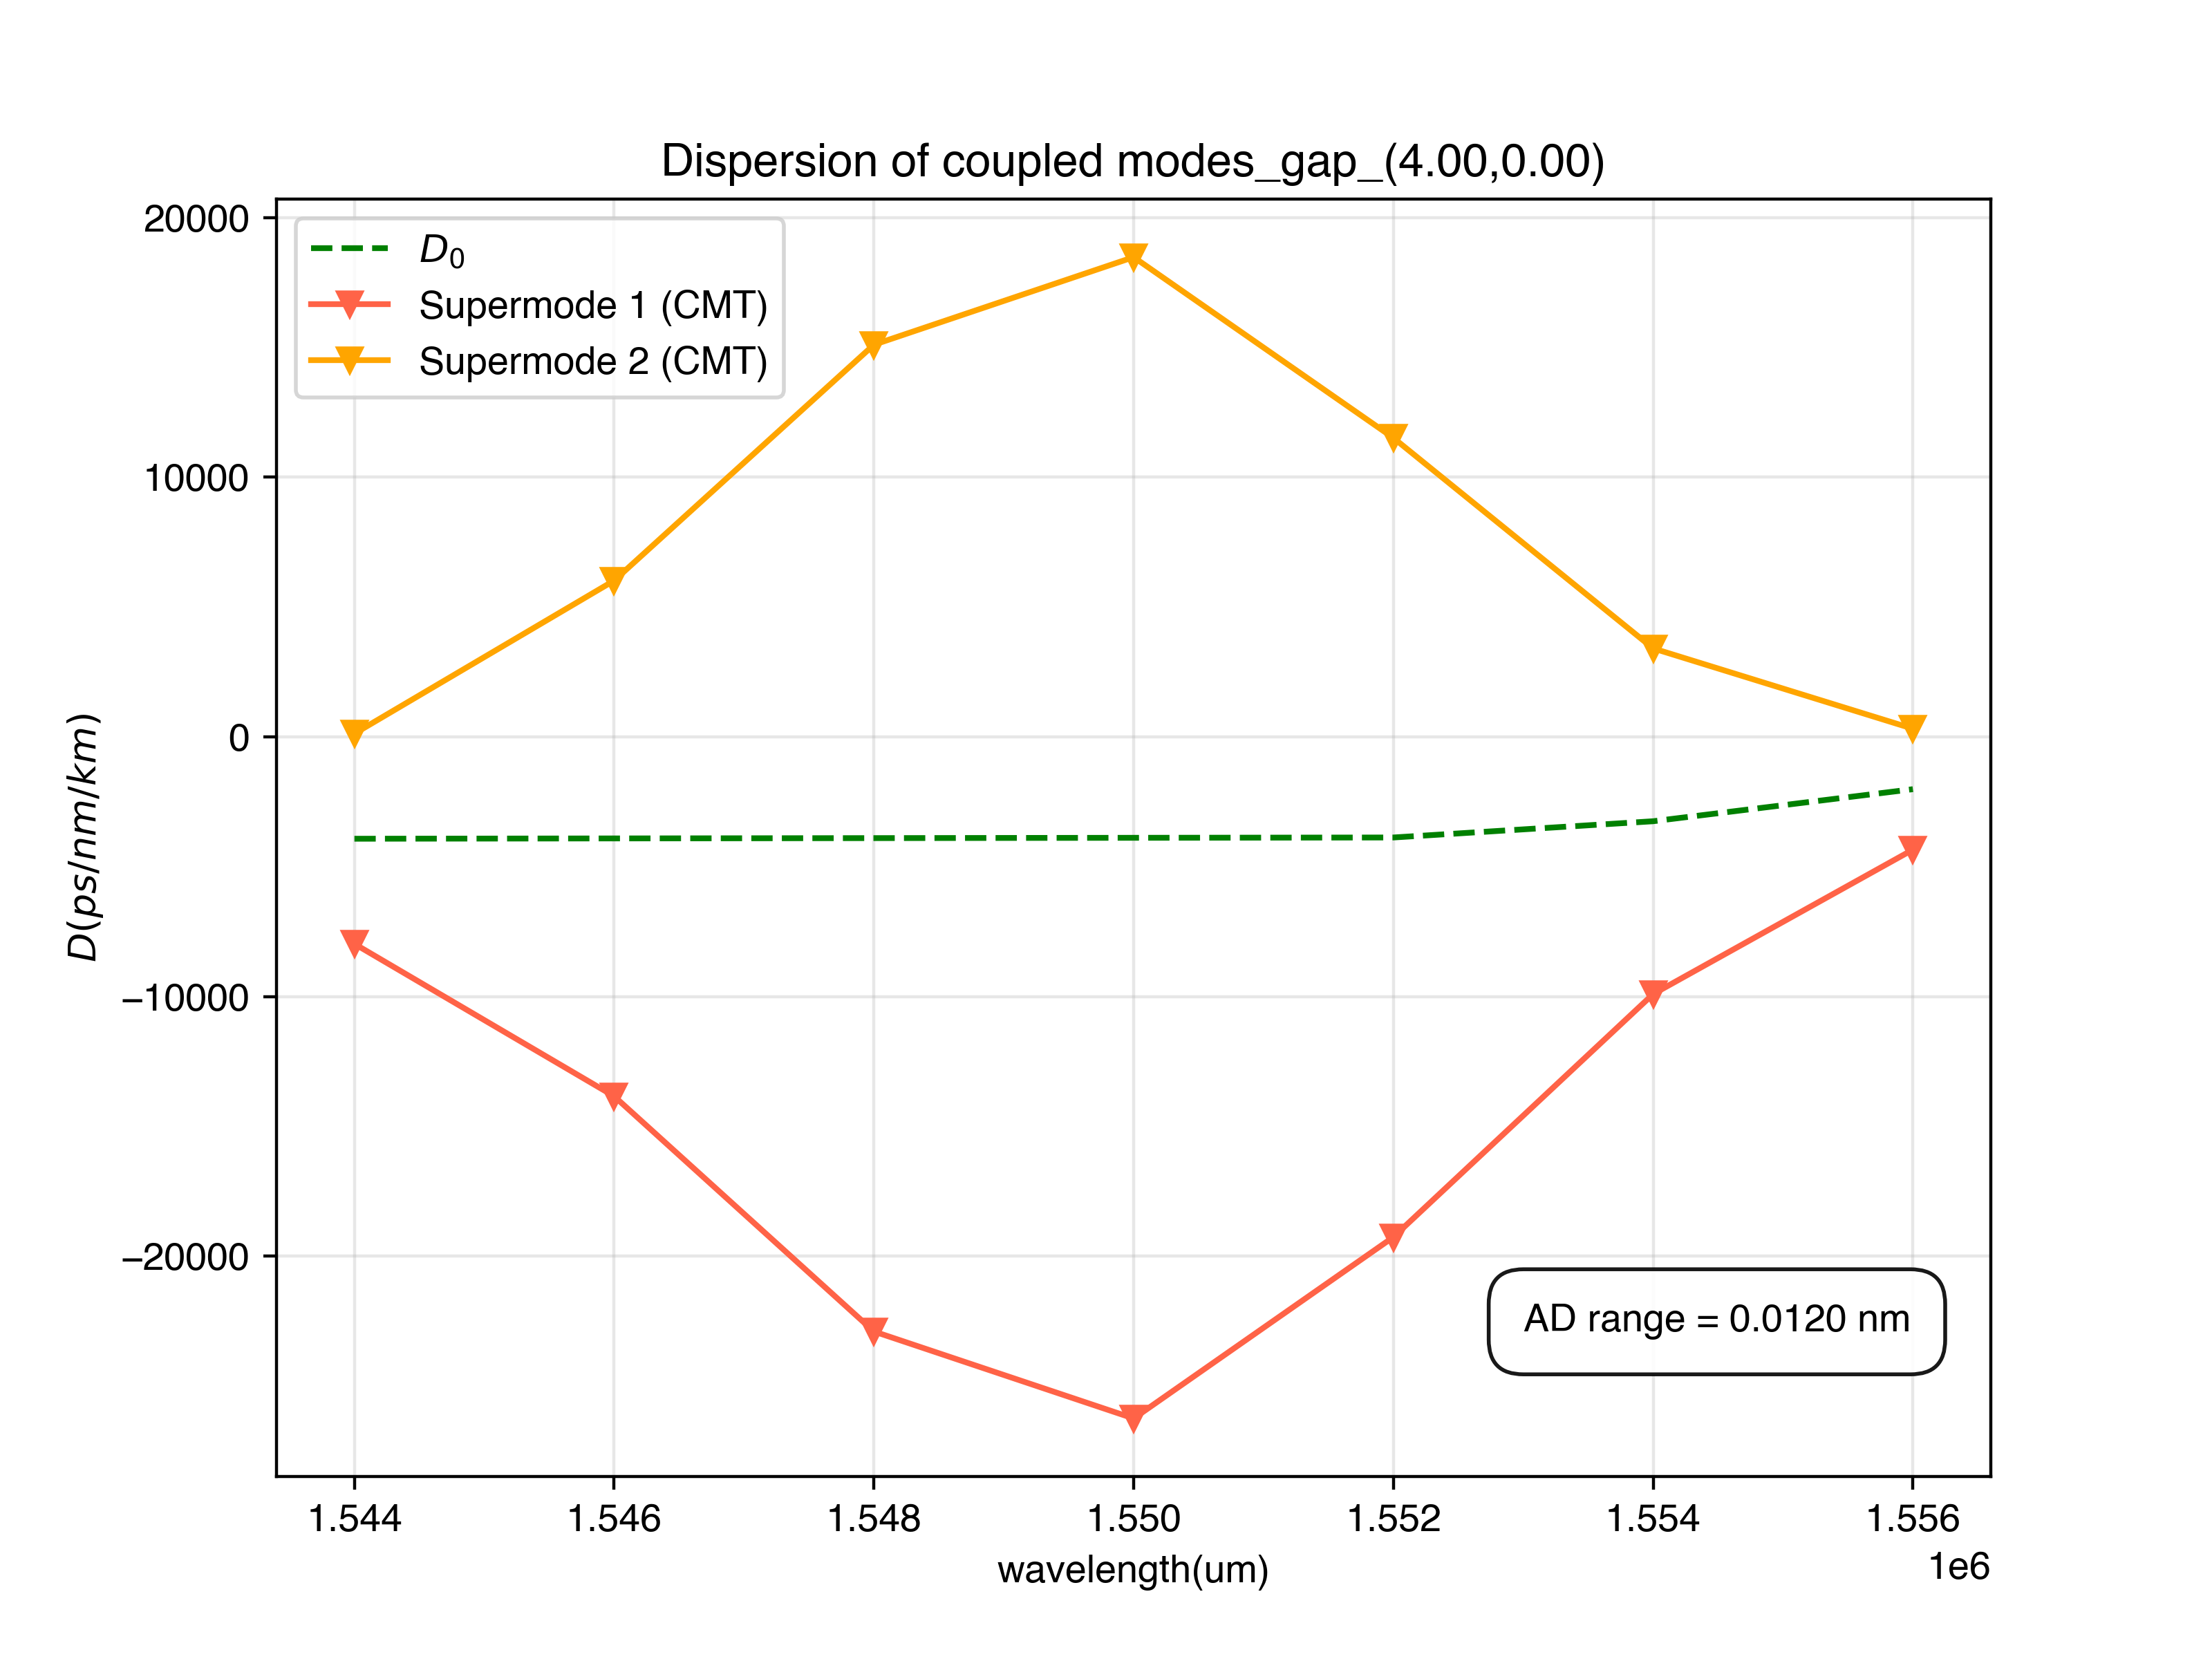 Dispersion of coupled modes_gap_(4.00,0.00)
20000
10000
0
−10000
−20000
D(ps/nm/km)
D₀
Supermode 1 (CMT)
Supermode 2 (CMT)
AD range = 0.0120 nm
1.544 1.546 1.548 1.550 1.552 1.554 1.556
wavelength(um)
1e6